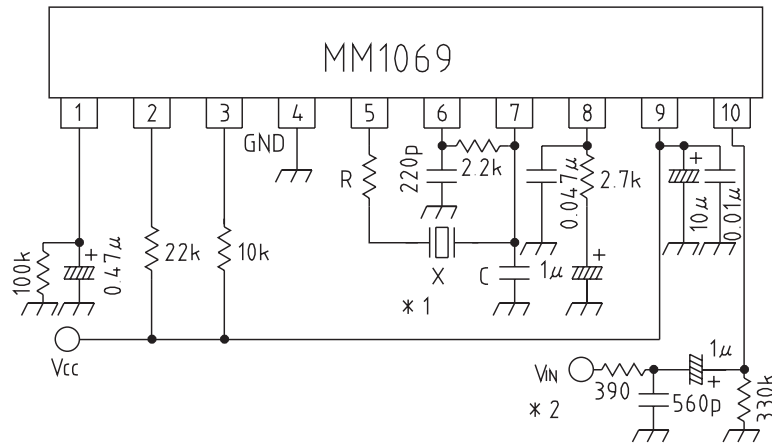 MM1069
1 2 3 4 5 6 7 8 9 10
GND
R
220p
2.2k
0.047μ
2.7k
10μ
0.01μ
100k
0.47μ
22k
10k
X
C
1μ
* 1
VCC
VIN
390
* 2
560p
1μ
330k
+
+
+
+